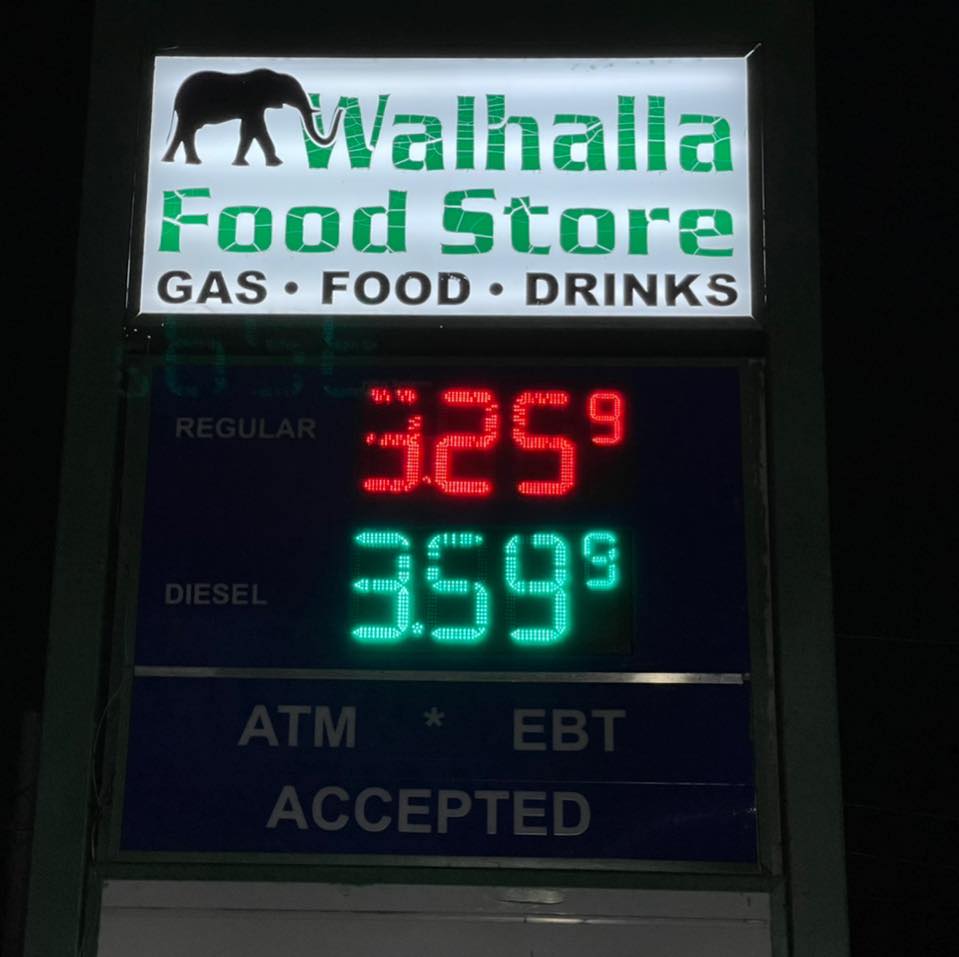 Walhalla
Food Store
GAS • FOOD • DRINKS
REGULAR 3.25 9
DIESEL 3.59 9
ATM * EBT
ACCEPTED